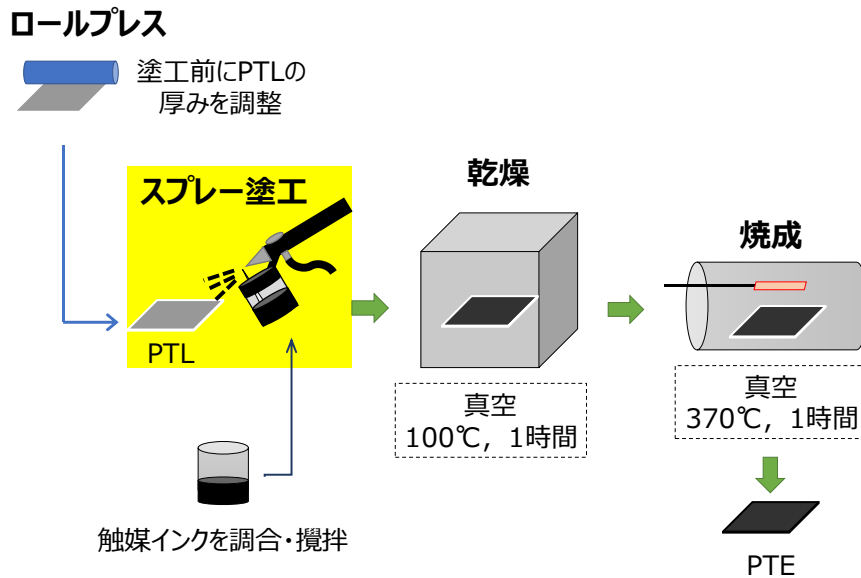 ロールプレス
塗工前にPTLの
厚みを調整
スプレー塗工
PTL
触媒インクを調合・攪拌
乾燥
真空
100℃，1時間
焼成
真空
370℃，1時間
PTE